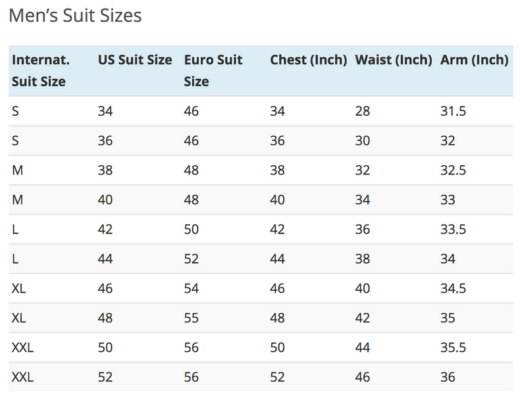 Men’s Suit Sizes
Internat. Suit Size US Suit Size Euro Suit Size Chest (Inch) Waist (Inch) Arm (Inch)
S 34 46 34 28 31.5
S 36 46 36 30 32
M 38 48 38 32 32.5
M 40 48 40 34 33
L 42 50 42 36 33.5
L 44 52 44 38 34
XL 46 54 46 40 34.5
XL 48 55 48 42 35
XXL 50 56 50 44 35.5
XXL 52 56 52 46 36